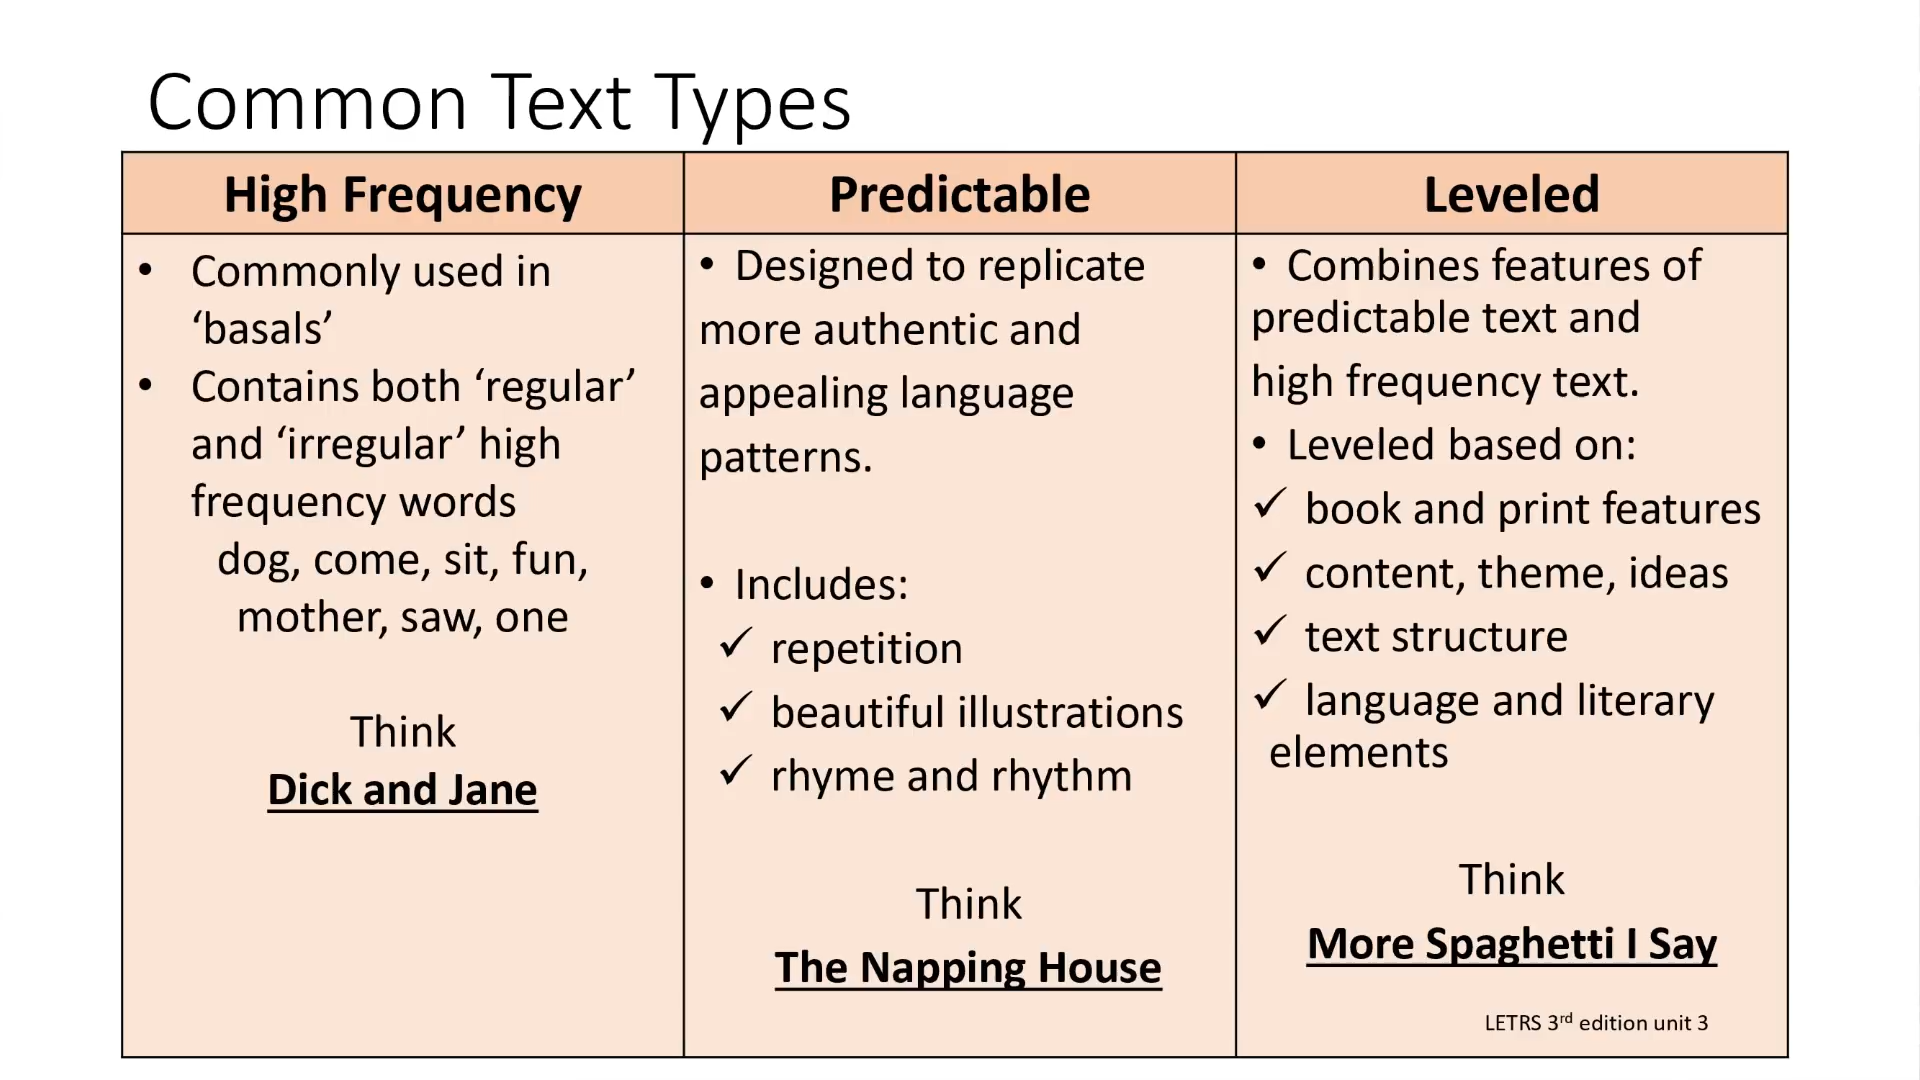 Common Text Types
High Frequency
• Commonly used in
‘basals’
• Contains both ‘regular’
and ‘irregular’ high
frequency words
dog, come, sit, fun,
mother, saw, one
Think
Dick and Jane
Predictable
• Designed to replicate
more authentic and
appealing language
patterns.
• Includes:
✓ repetition
✓ beautiful illustrations
✓ rhyme and rhythm
Think
The Napping House
Leveled
• Combines features of
predictable text and
high frequency text.
• Leveled based on:
✓ book and print features
✓ content, theme, ideas
✓ text structure
✓ language and literary
elements
Think
More Spaghetti I Say
LETRS 3rd edition unit 3